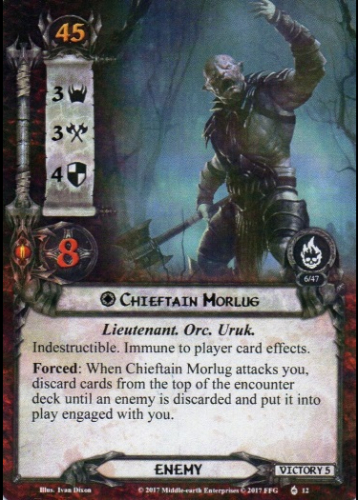 45
3
3
4
8
6/47
Chieftain Morlug
Lieutenant. Orc. Uruk.
Indestructible. Immune to player card effects.
Forced: When Chieftain Morlug attacks you,
discard cards from the top of the encounter
deck until an enemy is discarded and put it into
play engaged with you.
ENEMY
VICTORY 5
Illus. Ivan Dixon
© 2017 Middle-earth Enterprises © 2017 FFG
12